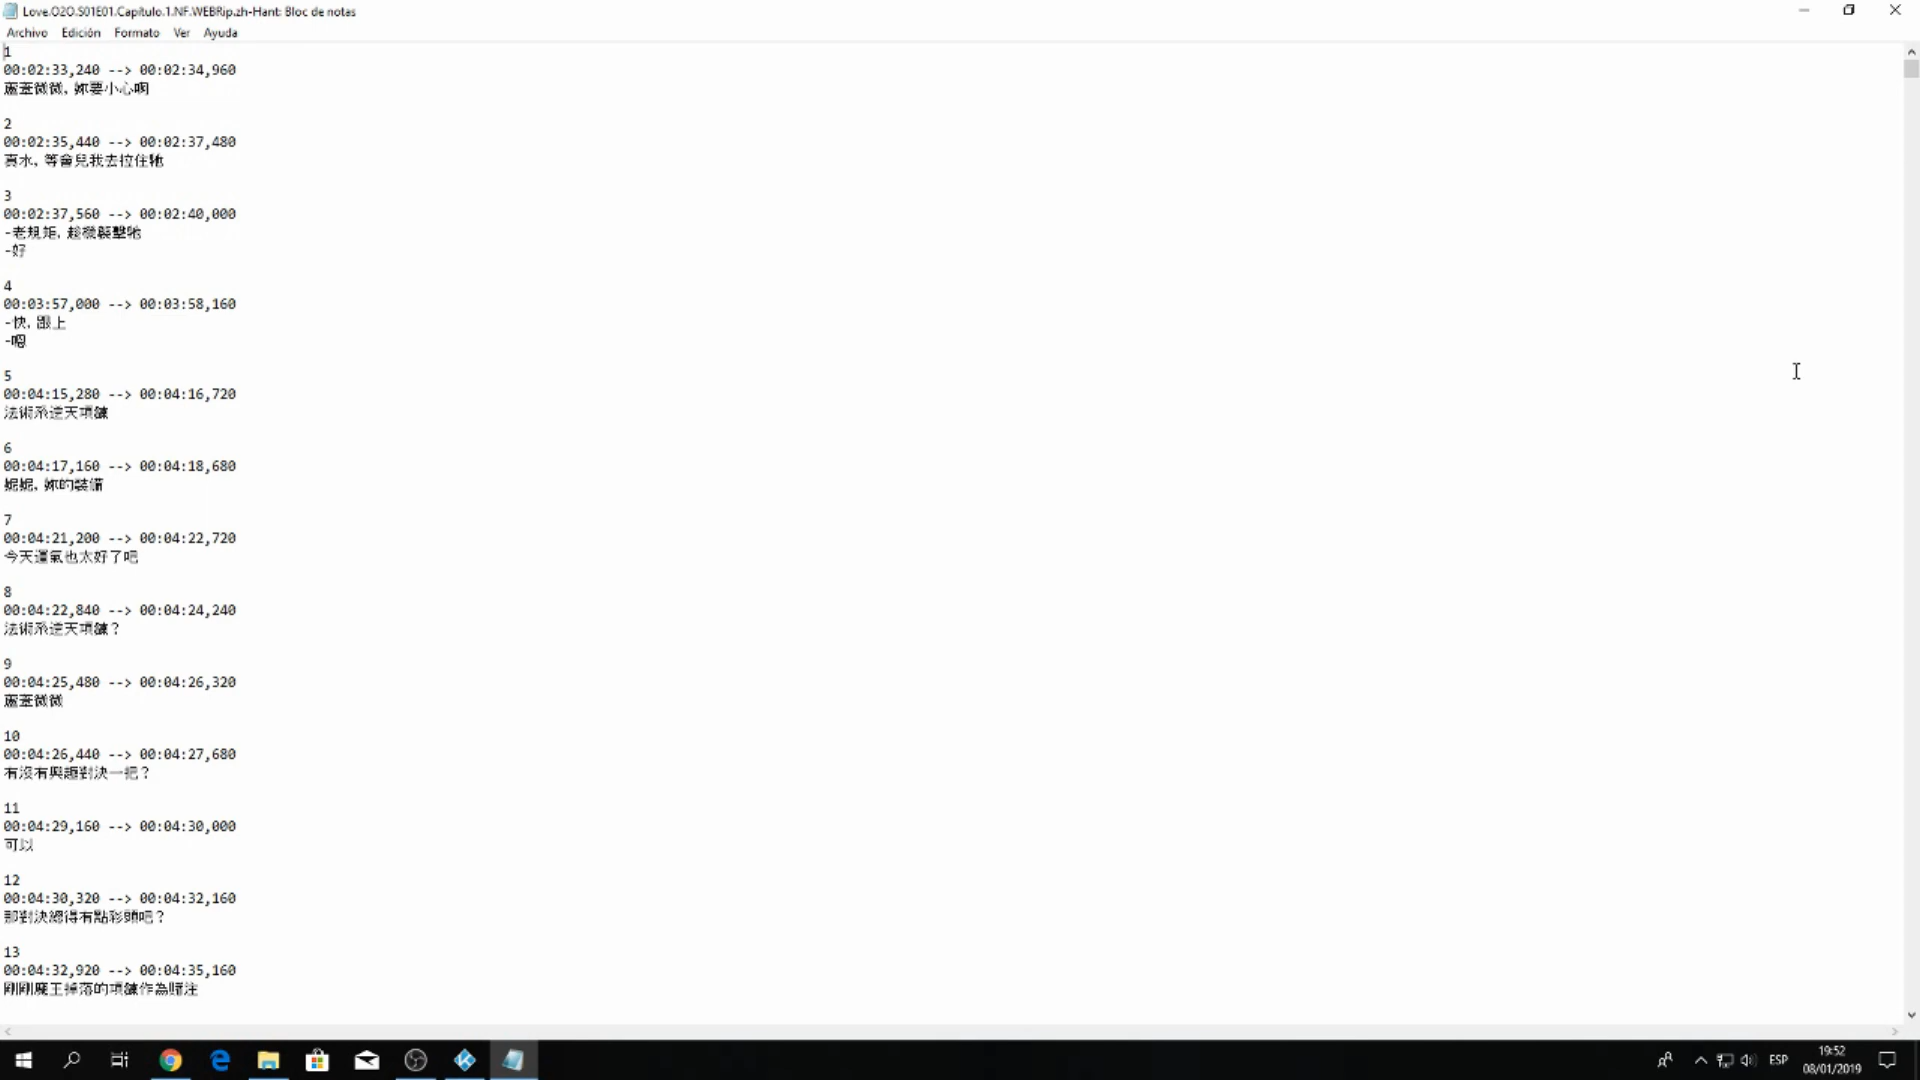 Love.O2O.S01E01.Capítulo.1.NF.WEBRip.zh-Hant: Bloc de notas
Archivo Edición Formato Ver Ayuda
1
00:02:33,240 --> 00:02:34,960
蘆葦微微, 妳要小心啊
2
00:02:35,440 --> 00:02:37,480
真水, 等會兒我去拉住牠
3
00:02:37,560 --> 00:02:40,000
-老規矩, 趁機襲擊牠
-好
4
00:03:57,000 --> 00:03:58,160
-快, 跟上
-嗯
5
00:04:15,280 --> 00:04:16,720
法術系逆天項鍊
6
00:04:17,160 --> 00:04:18,680
妮妮, 妳的裝備
7
00:04:21,200 --> 00:04:22,720
今天運氣也太好了吧
8
00:04:22,840 --> 00:04:24,240
法術系逆天項鍊？
9
00:04:25,480 --> 00:04:26,320
蘆葦微微
10
00:04:26,440 --> 00:04:27,680
有沒有興趣對決一把？
11
00:04:29,160 --> 00:04:30,000
可以
12
00:04:30,320 --> 00:04:32,160
那對決總得有點彩頭吧？
13
00:04:32,920 --> 00:04:35,160
剛剛魔王掉落的項鍊作為賭注
ESP
19:52
08/01/2019